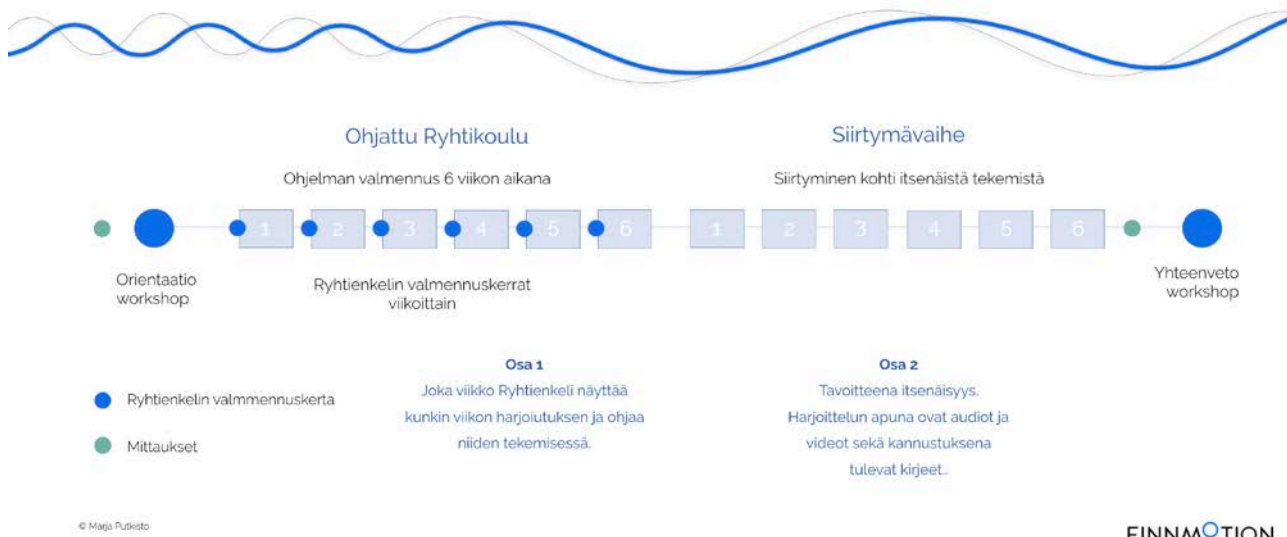 Ohjattu Ryhtikoulu
Ohjelman valmennus 6 viikon aikana
Siirtymävaihe
Siirtyminen kohti itsenäistä tekemistä
1 2 3 4 5 6
1 2 3 4 5 6
Orientaatio
workshop
Ryhtienkelin valmennuskerrat
viikoittain
Yhteenveto
workshop
Ryhtienkelin valmmennuskerta
Mittaukset
Osa 1
Joka viikko Ryhtienkeli näyttää
kunkin viikon harjoiutuksen ja ohjaa
niiden tekemisessä.
Osa 2
Tavoitteena itsenäisyys.
Harjoittelun apuna ovat audiot ja
videot sekä kannustuksena
tulevat kirjeet..
© Marja Putkisto
FINNMOTION